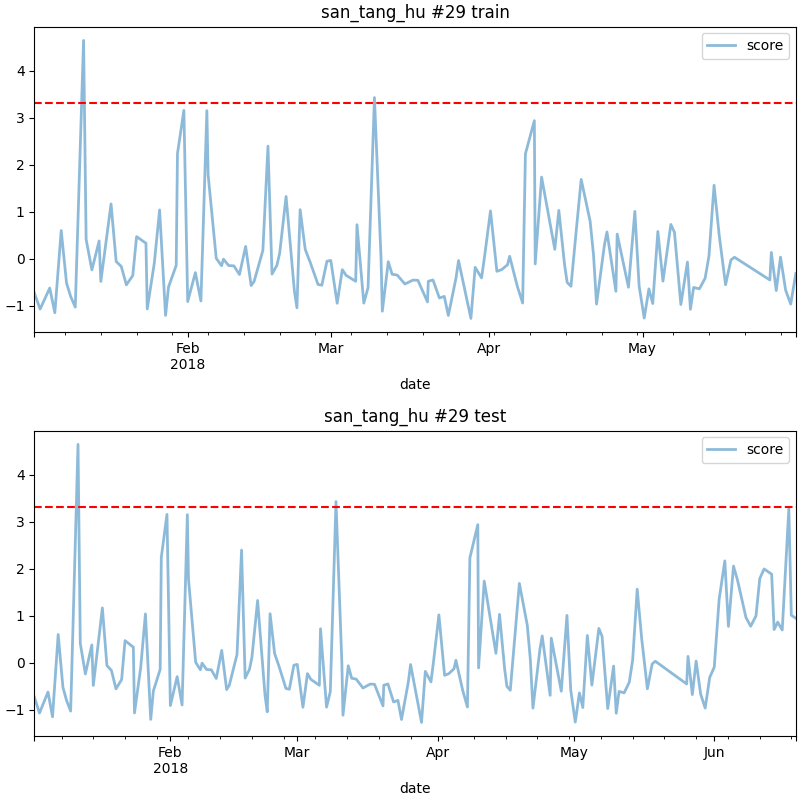 san_tang_hu #29 train
score
4
3
2
1
0
−1
Feb
2018
Mar
Apr
May
date
san_tang_hu #29 test
score
4
3
2
1
0
−1
Feb
2018
Mar
Apr
May
Jun
date